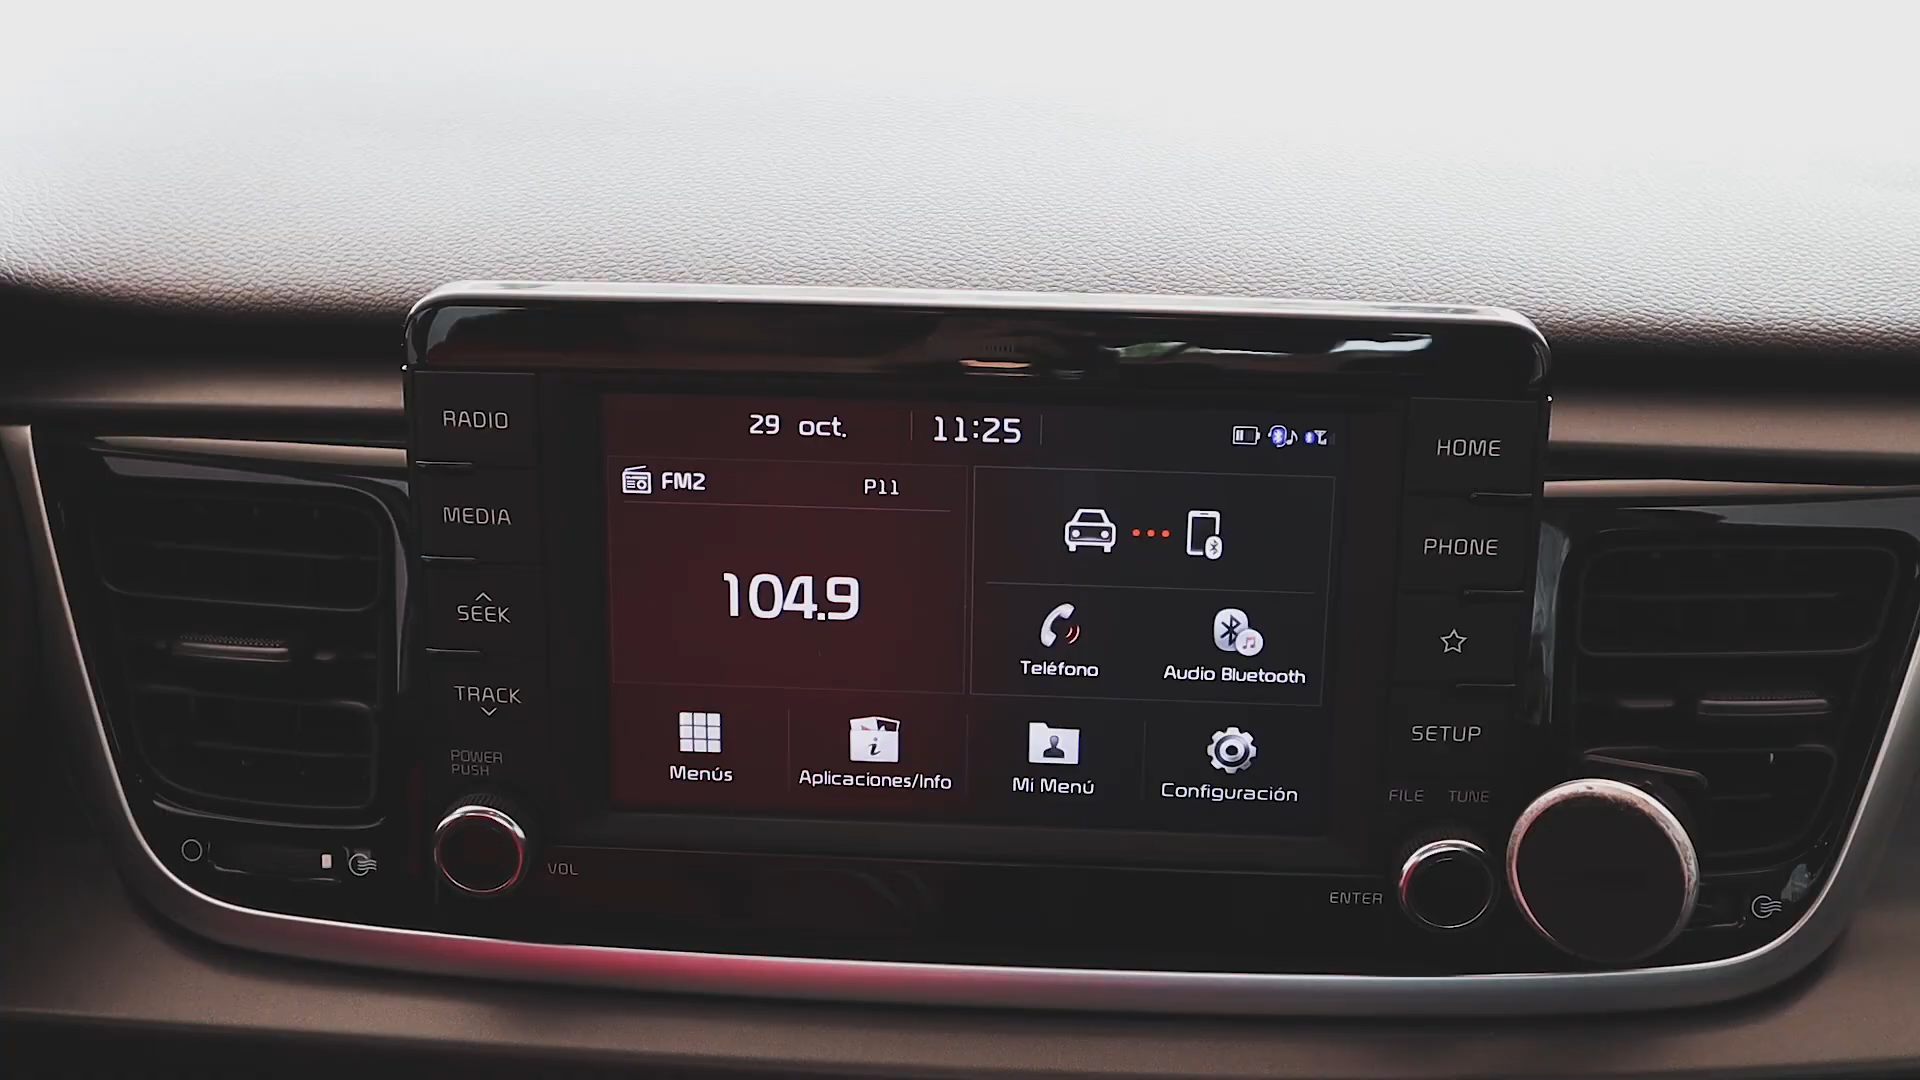 RADIO
MEDIA
SEEK
TRACK
POWER
PUSH
VOL
29 oct.
11:25
FM2
P11
104.9
Teléfono
Audio Bluetooth
Menús
Aplicaciones/Info
Mi Menú
Configuración
HOME
PHONE
SETUP
FILE
TUNE
ENTER